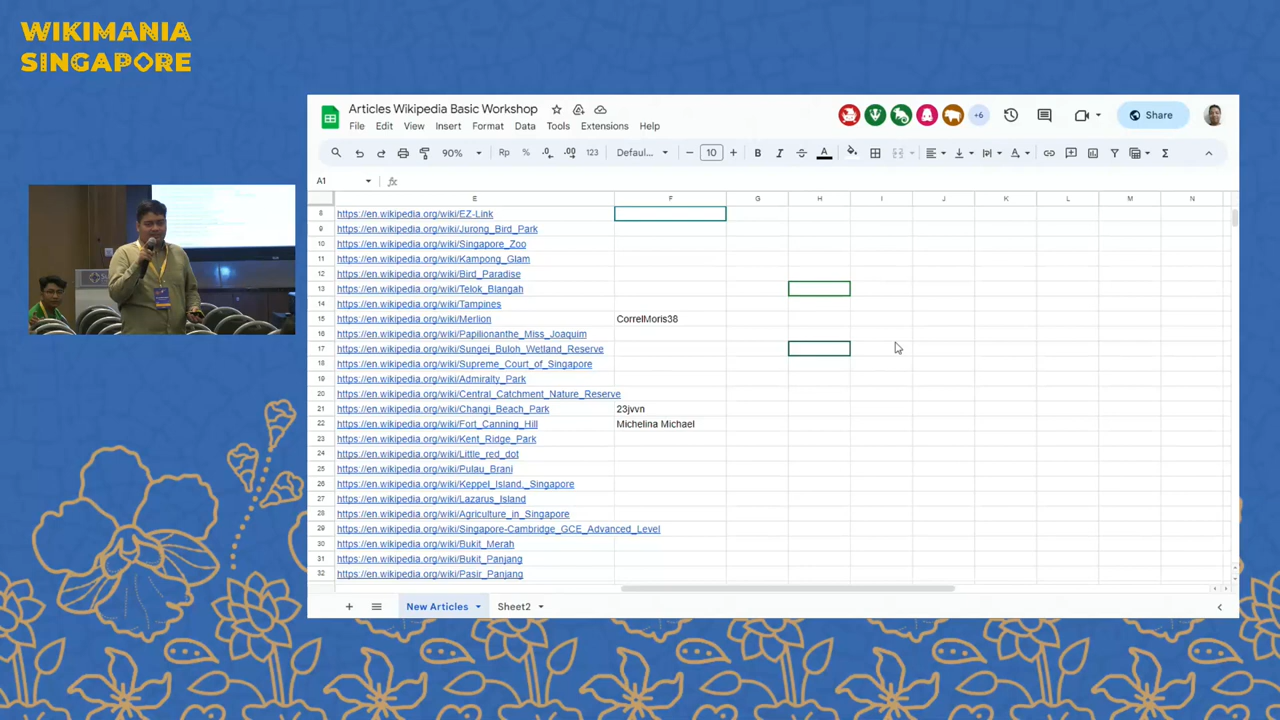 WIKIMANIA
SINGAPORE
Articles Wikipedia Basic Workshop
File Edit View Insert Format Data Tools Extensions Help
+6
Share
90% Rp % .0 .00 123 Defaul... 10 B I A
A1 fx
E F G H I J K L M N
8 https://en.wikipedia.org/wiki/EZ-Link
9 https://en.wikipedia.org/wiki/Jurong_Bird_Park
10 https://en.wikipedia.org/wiki/Singapore_Zoo
11 https://en.wikipedia.org/wiki/Kampong_Glam
12 https://en.wikipedia.org/wiki/Bird_Paradise
13 https://en.wikipedia.org/wiki/Telok_Blangah
14 https://en.wikipedia.org/wiki/Tampines
15 https://en.wikipedia.org/wiki/Merlion CorrelMoris38
16 https://en.wikipedia.org/wiki/Papilionanthe_Miss_Joaquim
17 https://en.wikipedia.org/wiki/Sungei_Buloh_Wetland_Reserve
18 https://en.wikipedia.org/wiki/Supreme_Court_of_Singapore
19 https://en.wikipedia.org/wiki/Admiralty_Park
20 https://en.wikipedia.org/wiki/Central_Catchment_Nature_Reserve
21 https://en.wikipedia.org/wiki/Changi_Beach_Park 23jvvn
22 https://en.wikipedia.org/wiki/Fort_Canning_Hill Michelina Michael
23 https://en.wikipedia.org/wiki/Kent_Ridge_Park
24 https://en.wikipedia.org/wiki/Little_red_dot
25 https://en.wikipedia.org/wiki/Pulau_Brani
26 https://en.wikipedia.org/wiki/Keppel_Island,_Singapore
27 https://en.wikipedia.org/wiki/Lazarus_Island
28 https://en.wikipedia.org/wiki/Agriculture_in_Singapore
29 https://en.wikipedia.org/wiki/Singapore-Cambridge_GCE_Advanced_Level
30 https://en.wikipedia.org/wiki/Bukit_Merah
31 https://en.wikipedia.org/wiki/Bukit_Panjang
32 https://en.wikipedia.org/wiki/Pasir_Panjang
New Articles Sheet2